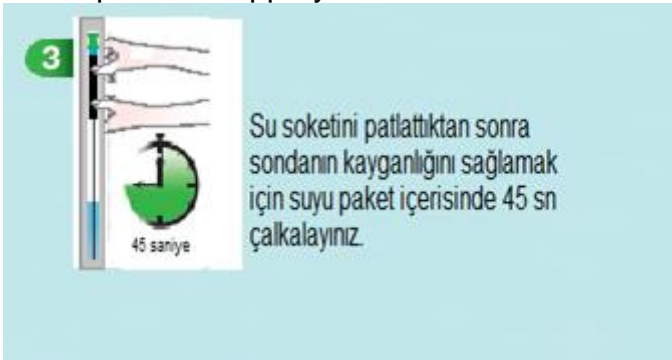 3
45 saniye
Su soketini patlattıktan sonra
sondanın kayganlığını sağlamak
için suyu paket içerisinde 45 sn
çalkalayınız.